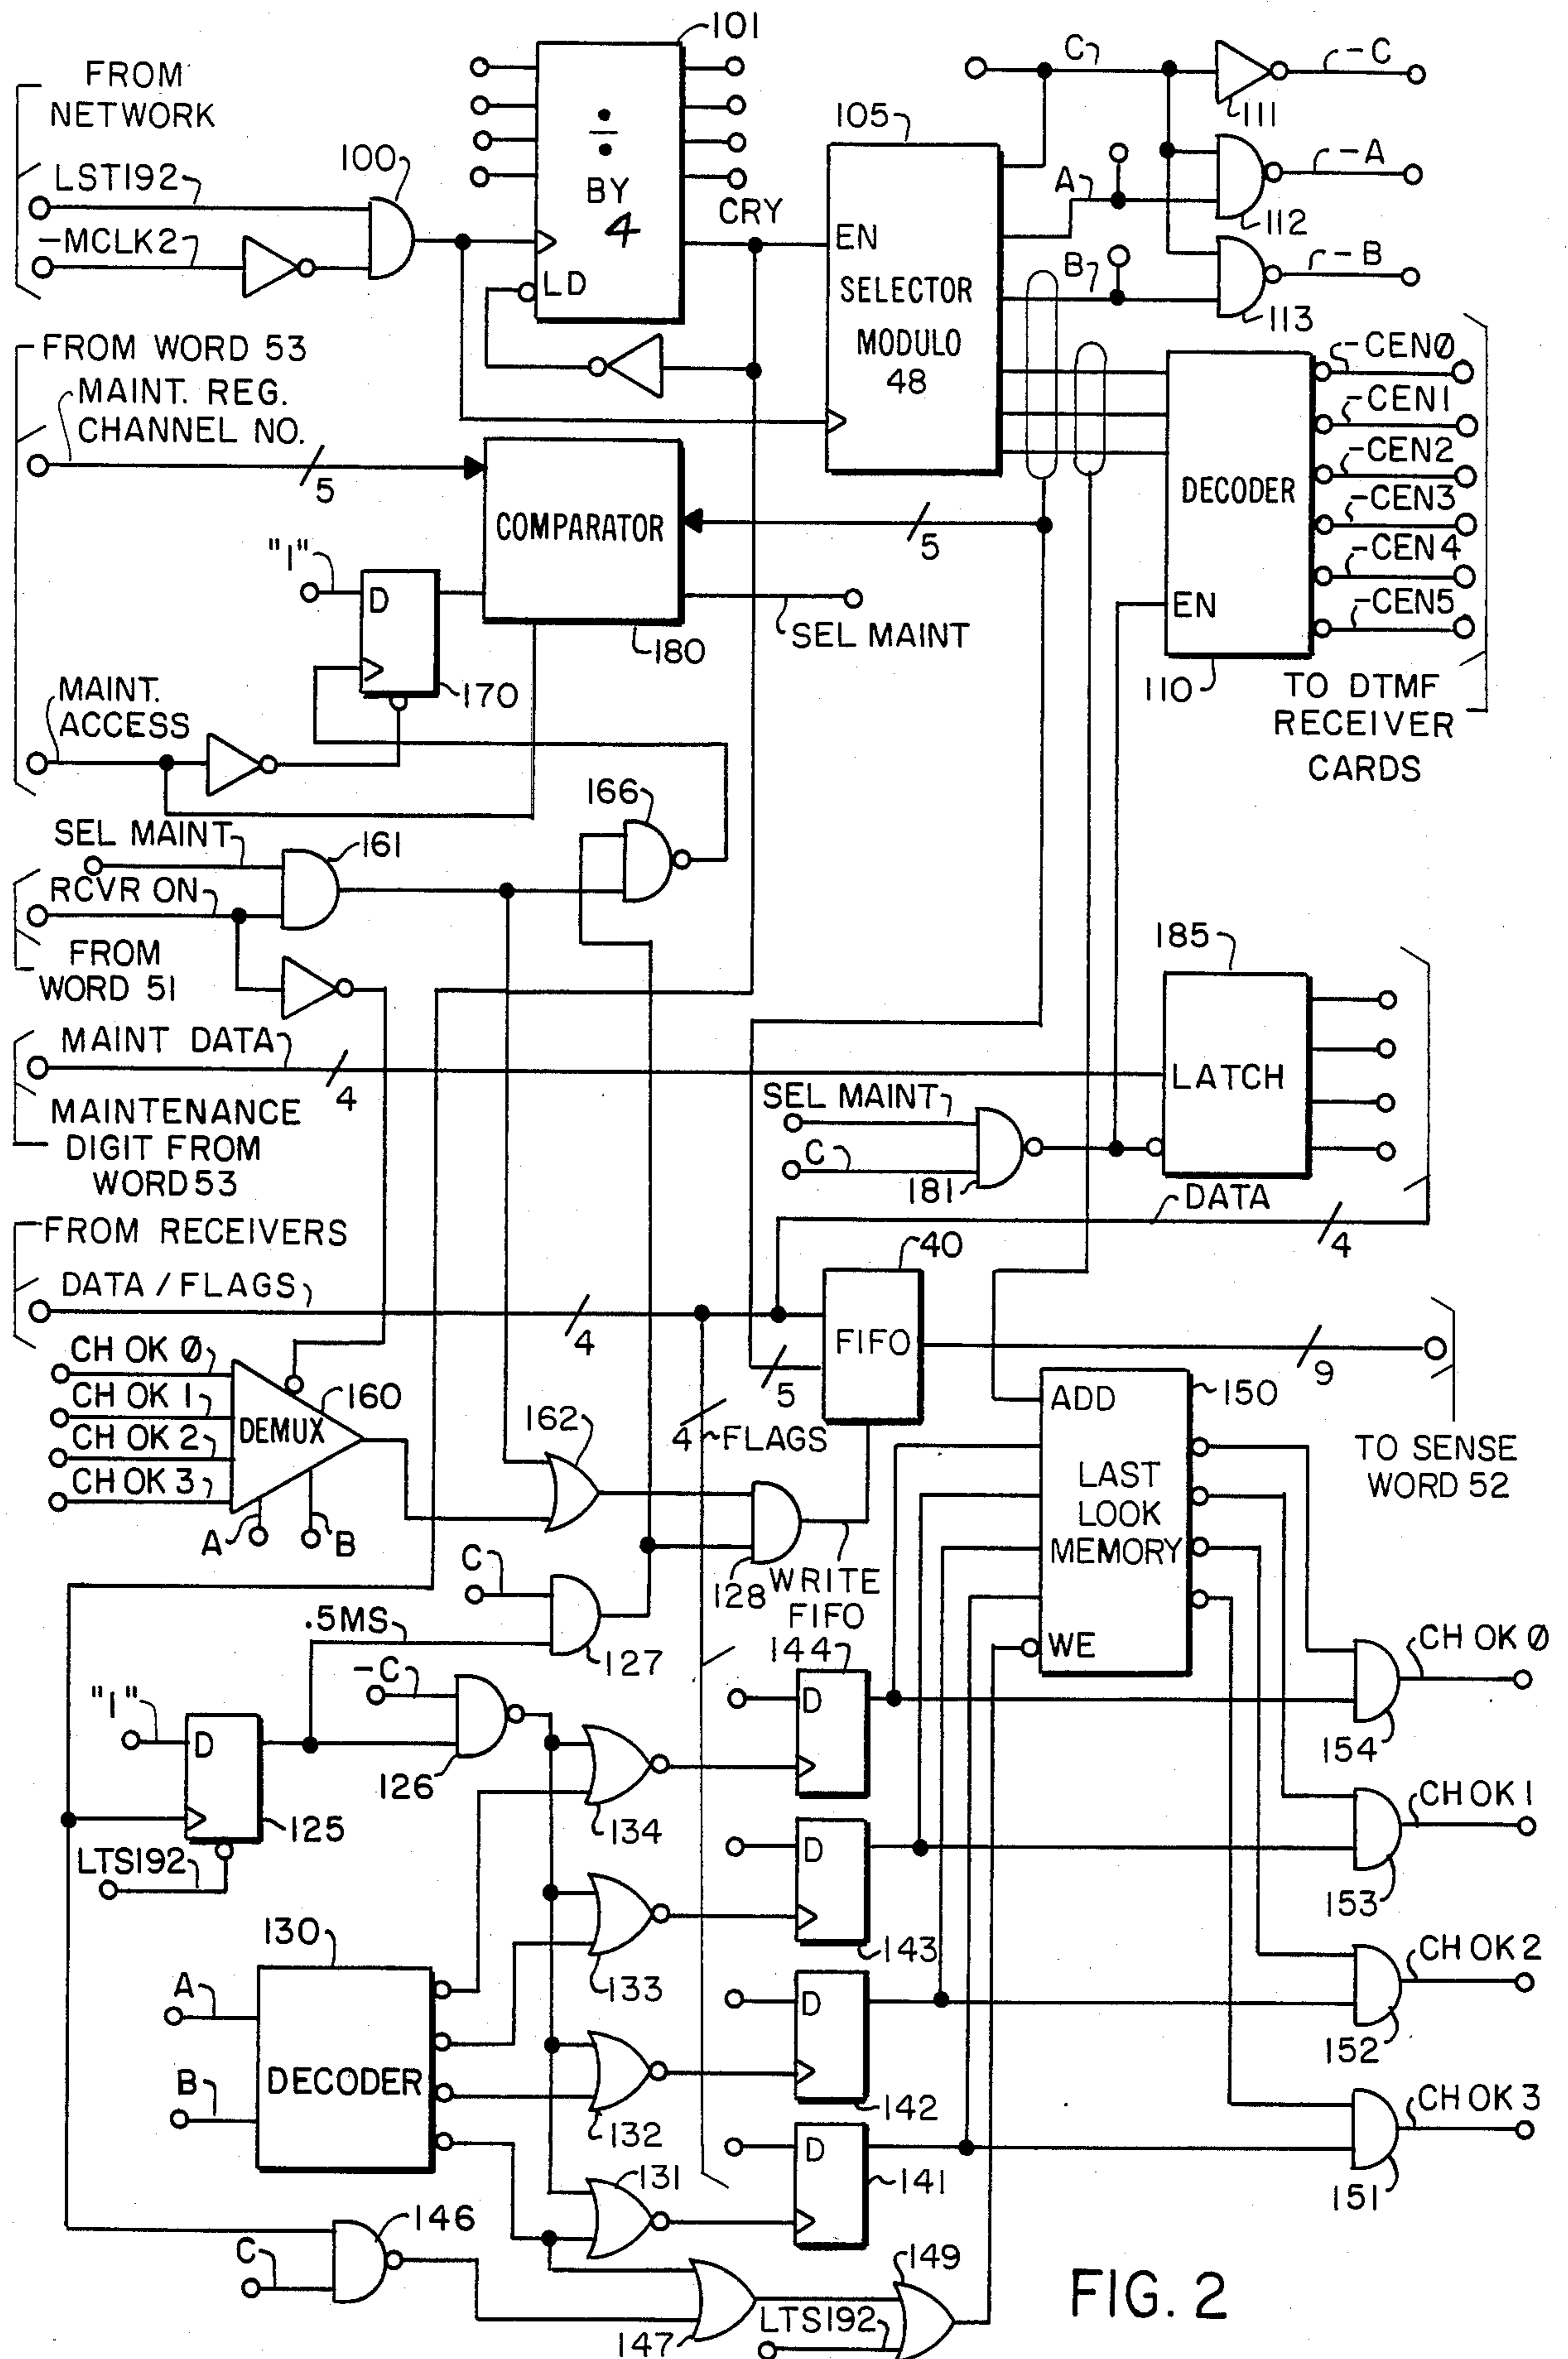 101
FROM
NETWORK
LST192
100
-MCLK2
÷
BY
4
LD
CRY
105
EN
SELECTOR
MODULO
48
C
-C
111
A
-A
112
B
-B
113
FROM WORD 53
MAINT. REG.
CHANNEL NO.
5
COMPARATOR
5
"1"
D
170
180
SEL MAINT
DECODER
EN
110
-CENØ
-CEN1
-CEN2
-CEN3
-CEN4
-CEN5
TO DTMF
RECEIVER
CARDS
MAINT.
ACCESS
166
SEL MAINT
161
RCVR ON
FROM
WORD 51
185
MAINT DATA
4
LATCH
MAINTENANCE
DIGIT FROM
WORD53
SEL MAINT
C
181
DATA
4
FROM RECEIVERS
DATA / FLAGS
4
40
FIFO
5
9
4
FLAGS
TO SENSE
WORD 52
CH OK Ø
CH OK 1
CH OK 2
CH OK 3
DEMUX
160
A
B
162
128
WRITE
FIFO
150
ADD
LAST
LOOK
MEMORY
WE
C
.5MS
127
-C
126
"1"
D
125
LTS192
134
133
132
131
144
D
D
143
D
142
D
141
CH OK Ø
154
CH OK 1
153
CH OK 2
152
CH OK 3
151
130
A
B
DECODER
146
C
147
149
LTS192
FIG. 2